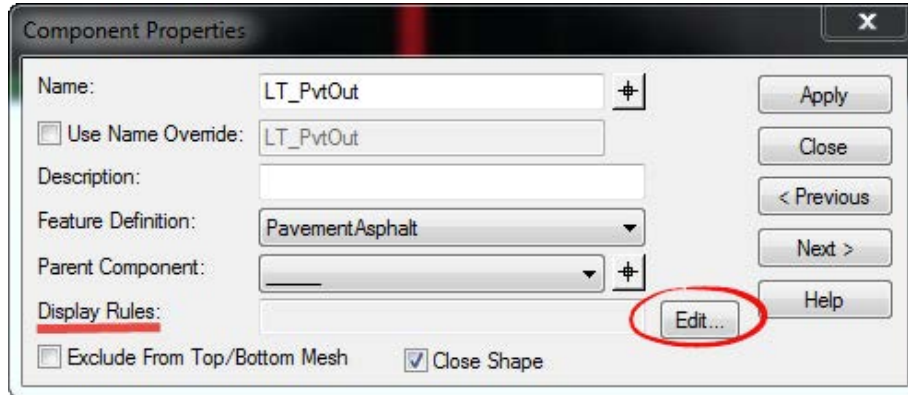 Component Properties
x
Name: LT_PvtOut Apply
Use Name Override: LT_PvtOut Close
Description: < Previous
Feature Definition: PavementAsphalt Next >
Parent Component:
Display Rules: Edit... Help
Exclude From Top/Bottom Mesh Close Shape